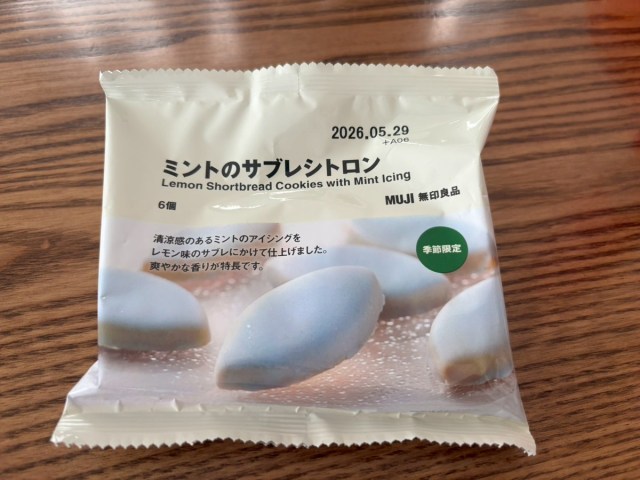 2026.05.29
+A06
ミントのサブレシトロン
Lemon Shortbread Cookies with Mint Icing
6個
MUJI 無印良品
清涼感のあるミントのアイシングを
レモン味のサブレにかけて仕上げました。
爽やかな香りが特長です。
季節限定